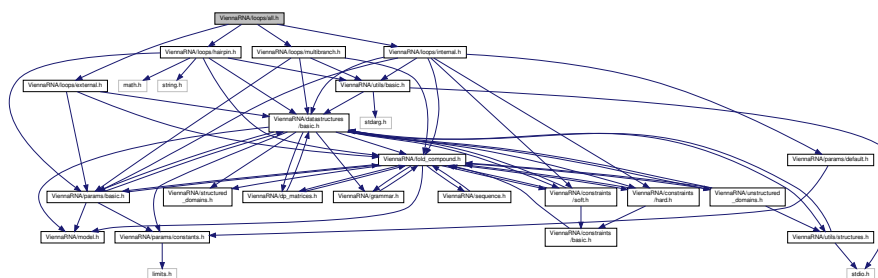 ViennaRNA/loops/all.h
ViennaRNA/loops/hairpin.h
ViennaRNA/loops/multibranch.h
ViennaRNA/loops/internal.h
ViennaRNA/loops/external.h
math.h
string.h
ViennaRNA/utils/basic.h
ViennaRNA/datastructures
/basic.h
stdarg.h
ViennaRNA/fold_compound.h
ViennaRNA/params/default.h
ViennaRNA/params/basic.h
ViennaRNA/structured
_domains.h
ViennaRNA/dp_matrices.h
ViennaRNA/grammar.h
ViennaRNA/sequence.h
ViennaRNA/constraints
/soft.h
ViennaRNA/constraints
/hard.h
ViennaRNA/unstructured
_domains.h
ViennaRNA/model.h
ViennaRNA/params/constants.h
ViennaRNA/constraints
/basic.h
ViennaRNA/utils/structures.h
limits.h
stdio.h